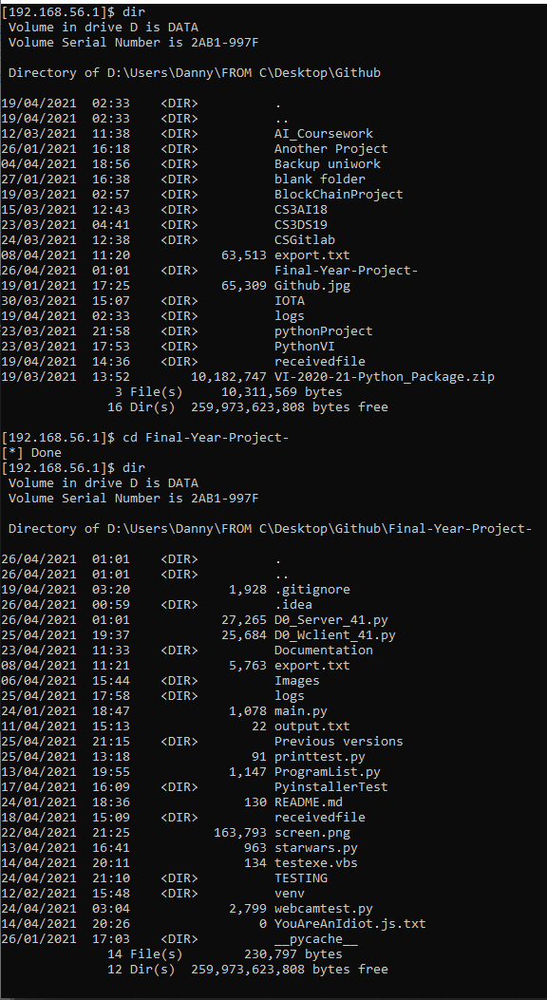 [192.168.56.1]$ dir
 Volume in drive D is DATA
 Volume Serial Number is 2AB1-997F

 Directory of D:\Users\Danny\FROM C\Desktop\Github

19/04/2021  02:33    <DIR>          .
19/04/2021  02:33    <DIR>          ..
12/03/2021  11:38    <DIR>          AI_Coursework
26/01/2021  16:18    <DIR>          Another Project
04/04/2021  18:56    <DIR>          Backup uniwork
27/01/2021  16:38    <DIR>          blank folder
19/03/2021  02:57    <DIR>          BlockChainProject
15/03/2021  12:43    <DIR>          CS3AI18
23/03/2021  04:41    <DIR>          CS3DS19
24/03/2021  12:38    <DIR>          CSGitlab
08/04/2021  11:20            63,513 export.txt
26/04/2021  01:01    <DIR>          Final-Year-Project-
19/01/2021  17:25            65,309 Github.jpg
30/03/2021  15:07    <DIR>          IOTA
19/04/2021  02:33    <DIR>          logs
23/03/2021  21:58    <DIR>          pythonProject
23/03/2021  17:53    <DIR>          PythonVI
19/04/2021  14:36    <DIR>          receivedfile
19/03/2021  13:52        10,182,747 VI-2020-21-Python_Package.zip
               3 File(s)     10,311,569 bytes
              16 Dir(s)  259,973,623,808 bytes free

[192.168.56.1]$ cd Final-Year-Project-
[*] Done
[192.168.56.1]$ dir
 Volume in drive D is DATA
 Volume Serial Number is 2AB1-997F

 Directory of D:\Users\Danny\FROM C\Desktop\Github\Final-Year-Project-

26/04/2021  01:01    <DIR>          .
26/04/2021  01:01    <DIR>          ..
19/04/2021  03:20             1,928 .gitignore
26/04/2021  00:59    <DIR>          .idea
26/04/2021  01:01            27,265 D0_Server_41.py
25/04/2021  19:37            25,684 D0_Wclient_41.py
23/04/2021  11:33    <DIR>          Documentation
08/04/2021  11:21             5,763 export.txt
06/04/2021  15:44    <DIR>          Images
25/04/2021  17:58    <DIR>          logs
24/01/2021  18:47             1,078 main.py
11/04/2021  15:13                22 output.txt
25/04/2021  21:15    <DIR>          Previous versions
25/04/2021  13:18                91 printtest.py
13/04/2021  19:55             1,147 ProgramList.py
17/04/2021  16:09    <DIR>          PyinstallerTest
24/01/2021  18:36               130 README.md
18/04/2021  15:09    <DIR>          receivedfile
22/04/2021  21:25           163,793 screen.png
13/04/2021  16:41               963 starwars.py
14/04/2021  20:11               134 testexe.vbs
24/04/2021  21:10    <DIR>          TESTING
12/02/2021  15:48    <DIR>          venv
24/04/2021  03:04             2,799 webcamtest.py
14/04/2021  20:26                 0 YouAreAnIdiot.js.txt
26/01/2021  17:03    <DIR>          __pycache__
              14 File(s)        230,797 bytes
              12 Dir(s)  259,973,623,808 bytes free